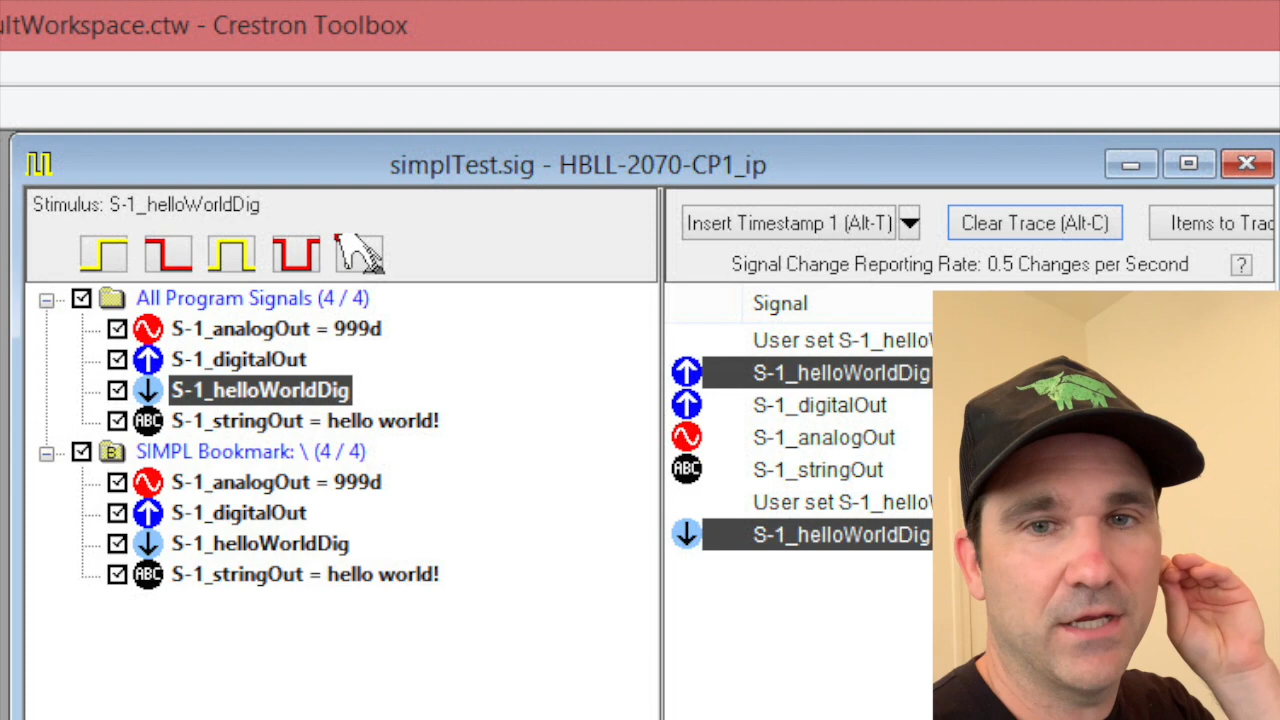 ultWorkspace.ctw - Crestron Toolbox
simplTest.sig - HBLL-2070-CP1_ip
Stimulus: S-1_helloWorldDig
Insert Timestamp 1 (Alt-T)
Clear Trace (Alt-C)
Items to Trac
Signal Change Reporting Rate: 0.5 Changes per Second
?
All Program Signals (4 / 4)
S-1_analogOut = 999d
S-1_digitalOut
S-1_helloWorldDig
ABC S-1_stringOut = hello world!
B SIMPL Bookmark: \ (4 / 4)
S-1_analogOut = 999d
S-1_digitalOut
S-1_helloWorldDig
ABC S-1_stringOut = hello world!
Signal
User set S-1_hello
S-1_helloWorldDig
S-1_digitalOut
S-1_analogOut
ABC S-1_stringOut
User set S-1_hello
S-1_helloWorldDig